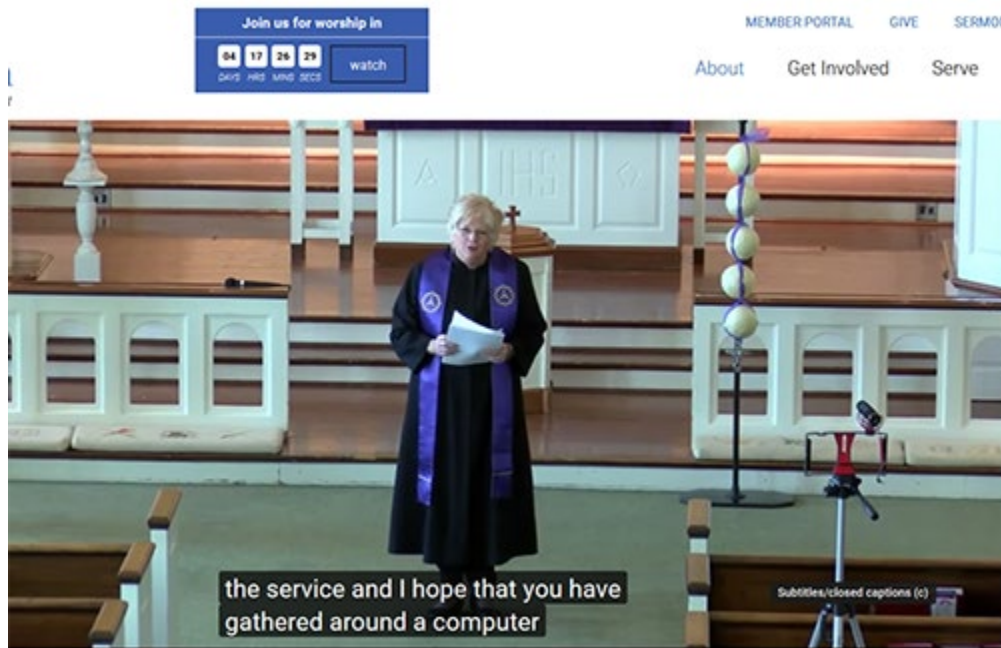 Join us for worship in
04 17 26 29
DAYS HRS MINS SECS
watch
MEMBER PORTAL GIVE
About Get Involved Serve
IHS
the service and I hope that you have
gathered around a computer
Subtitles/closed captions (c)